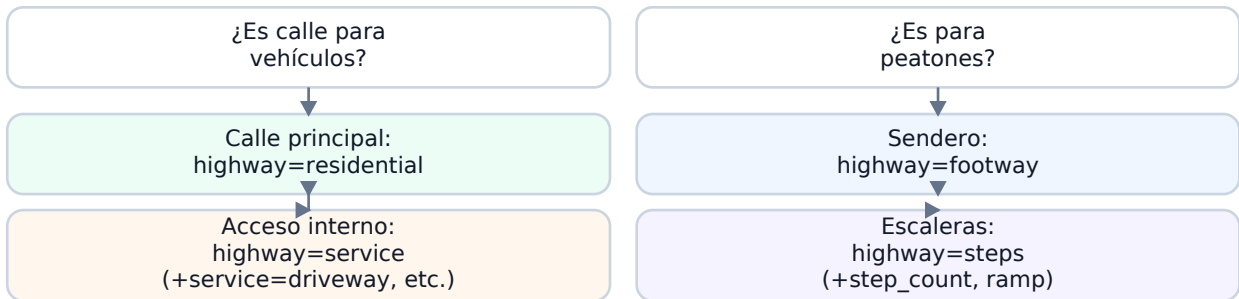 ¿Es calle para
vehículos?
¿Es para
peatones?
Calle principal:
highway=residential
Sendero:
highway=footway
Acceso interno:
highway=service
(+service=driveway, etc.)
Escaleras:
highway=steps
(+step_count, ramp)